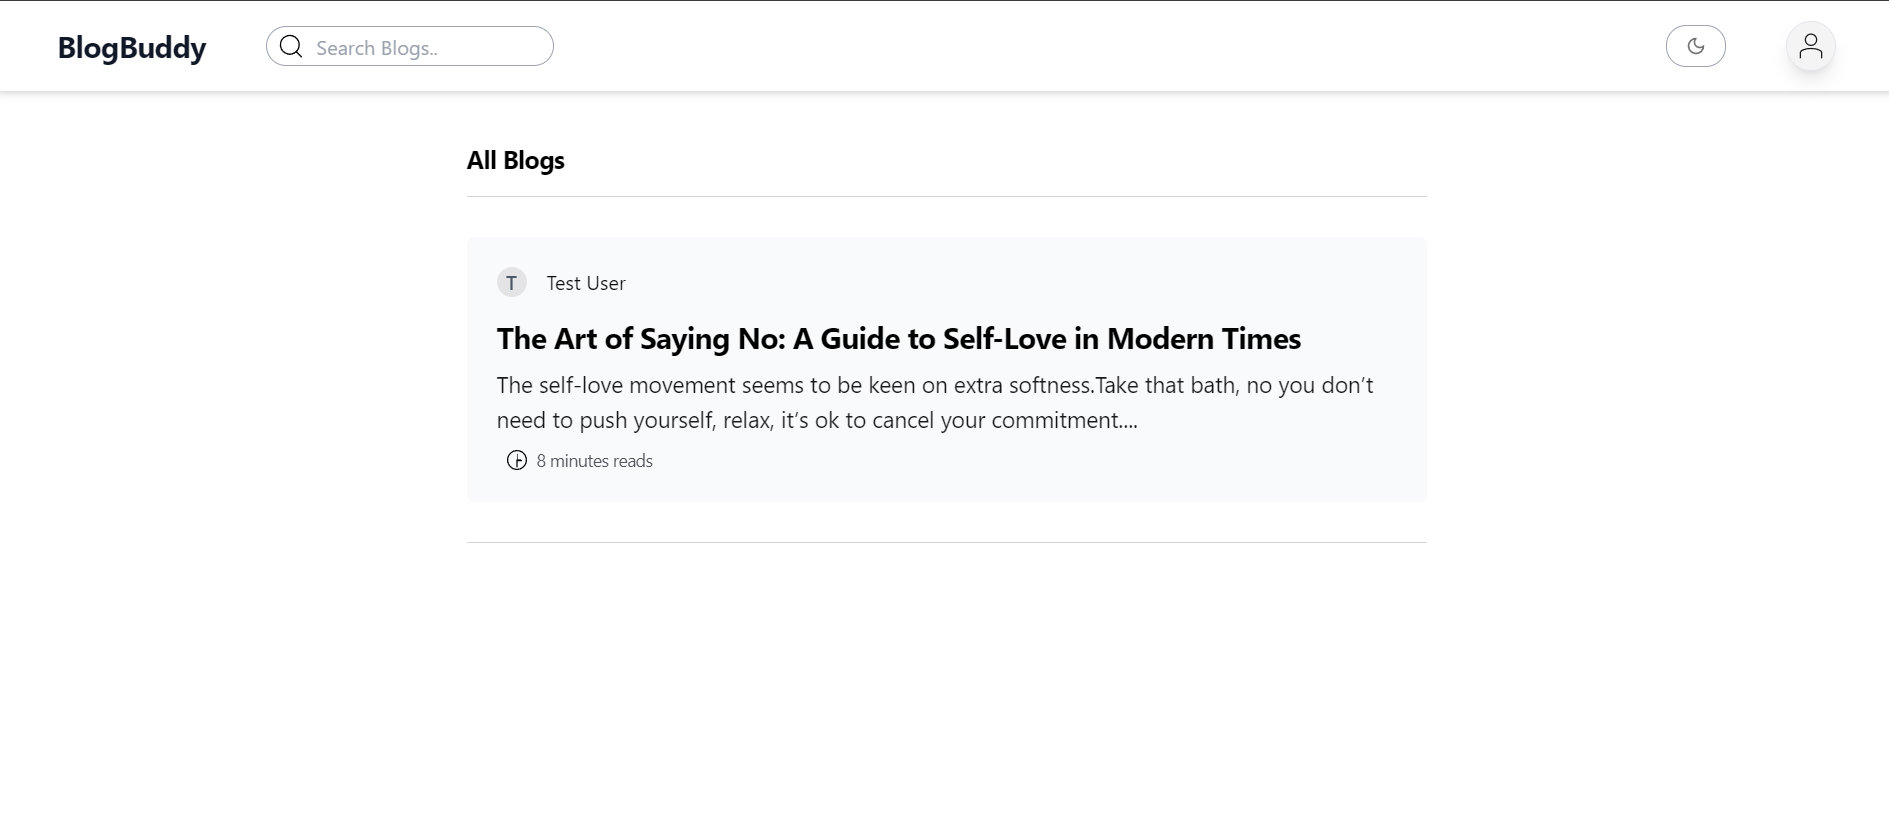 BlogBuddy
Search Blogs..
All Blogs
T
Test User
The Art of Saying No: A Guide to Self-Love in Modern Times
The self-love movement seems to be keen on extra softness.Take that bath, no you don’t
need to push yourself, relax, it’s ok to cancel your commitment....
8 minutes reads